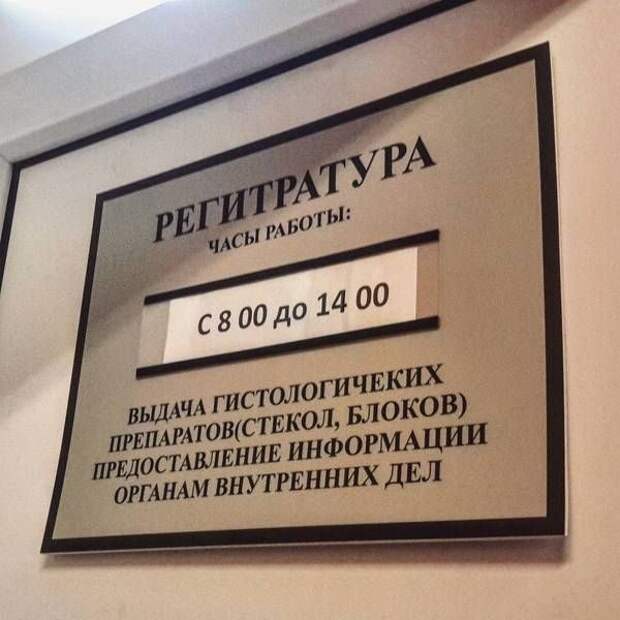 РЕГИТРАТУРА
ЧАСЫ РАБОТЫ:
С 8 00 до 14 00
ВЫДАЧА ГИСТОЛОГИЧЕКИХ
ПРЕПАРАТОВ(СТЕКОЛ, БЛОКОВ)
ПРЕДОСТАВЛЕНИЕ ИНФОРМАЦИИ
ОРГАНАМ ВНУТРЕННИХ ДЕЛ